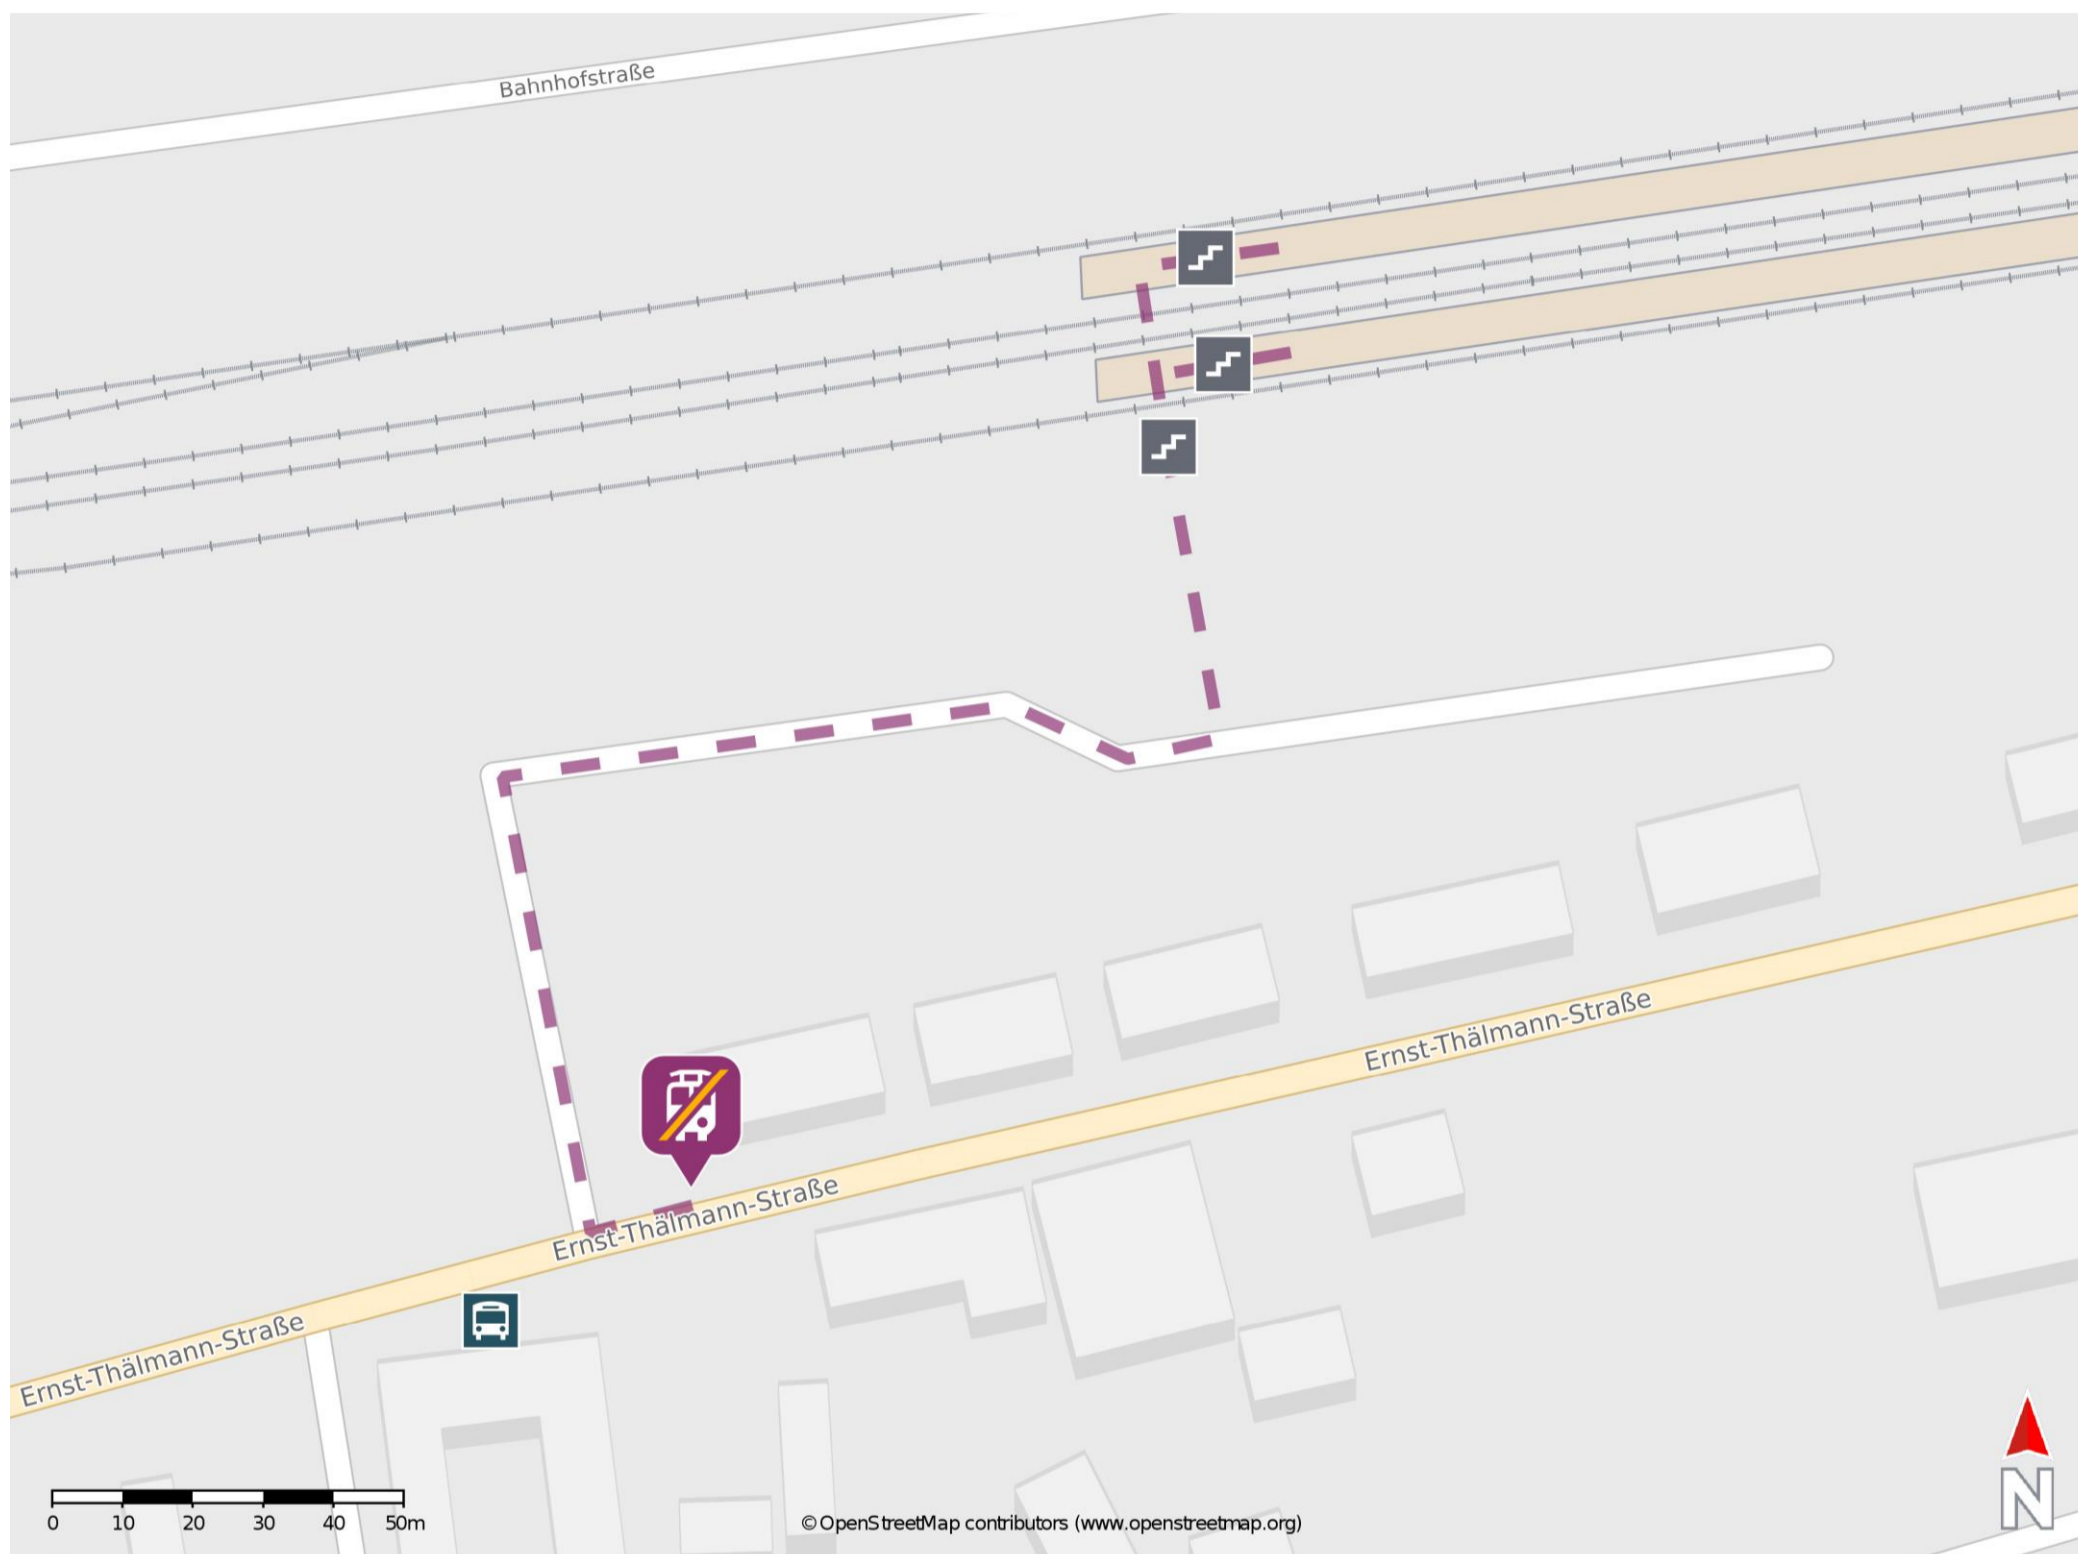 Bahnhofstraße
Ernst-Thälmann-Straße
Ernst-Thälmann-Straße
Ernst-Thälmann-Straße
0 10 20 30 40 50m
© OpenStreetMap contributors (www.openstreetmap.org)
N